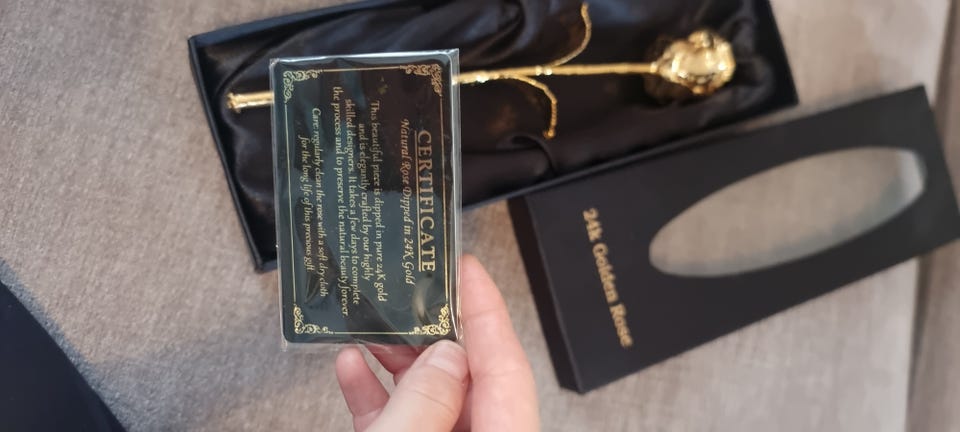 CERTIFICATE
Natural Rose Dipped in 24K Gold
This beautiful piece is dipped in pure 24K gold
and is elegantly crafted by our highly
skilled designers. It takes a few days to complete
the process and to preserve the natural beauty forever.
Care: regularly clean the rose with a soft dry cloth
for the long life of this precious gift.
24k Golden Rose